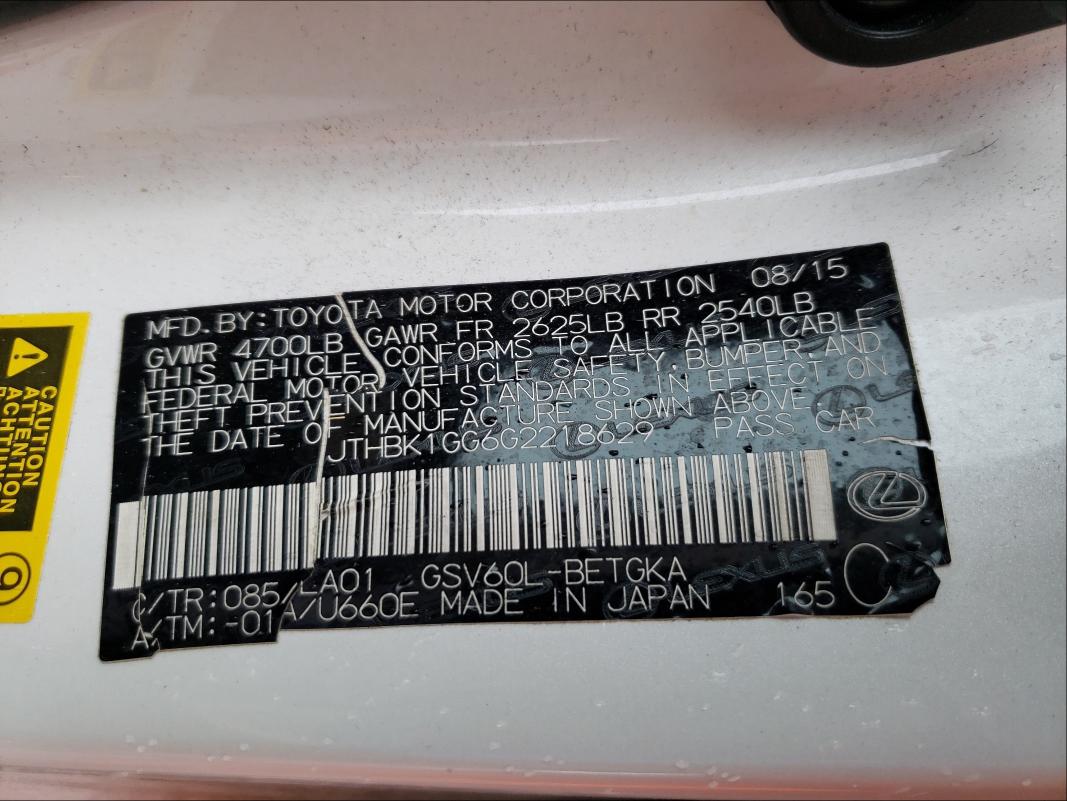 MFD. BY: TOYOTA MOTOR CORPORATION 08/15
GVWR 4700LB GAWR FR 2625LB RR 2540LB
THIS VEHICLE CONFORMS TO ALL APPLICABLE
FEDERAL MOTOR VEHICLE SAFETY, BUMPER, AND
THEFT PREVENTION STANDARDS IN EFFECT ON
THE DATE OF MANUFACTURE SHOWN ABOVE.
JTHBK1GG6G2218629 PASS CAR
C/TR: 085/LA01 GSV60L-BETGKA
A/TM: -01A/U660E MADE IN JAPAN 165 C
CAUTION
ATTENTION
ACHTUNG
9